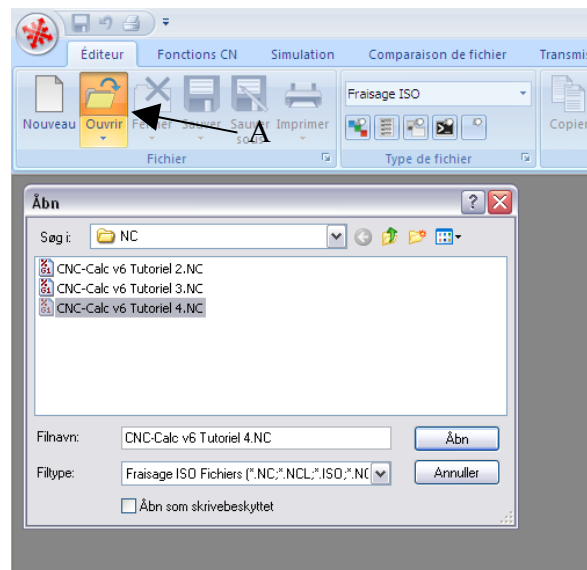 Éditeur Fonctions CN Simulation Comparaison de fichier Transmis
Fraisage ISO
Nouveau Ouvrir Fermer Sauver Sauver sous Imprimer Copier
A
Fichier Type de fichier
Åbn
Søg i: NC
CNC-Calc v6 Tutoriel 2.NC
CNC-Calc v6 Tutoriel 3.NC
CNC-Calc v6 Tutoriel 4.NC
Filnavn: CNC-Calc v6 Tutoriel 4.NC Åbn
Filtype: Fraisage ISO Fichiers (*.NC;*.NCL;*.ISO;*.NC Annuller
Åbn som skrivebeskyttet